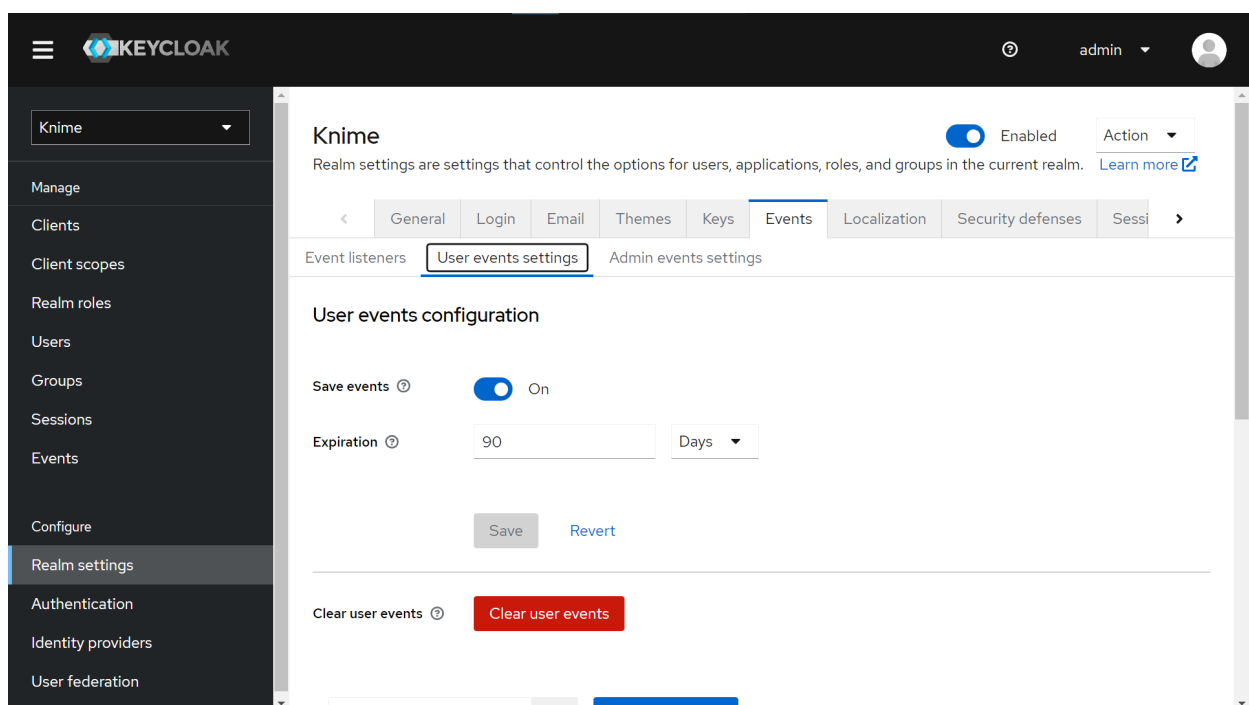 KEYCLOAK
admin
Knime
Manage
Clients
Client scopes
Realm roles
Users
Groups
Sessions
Events
Configure
Realm settings
Authentication
Identity providers
User federation
Knime
Enabled
Action
Realm settings are settings that control the options for users, applications, roles, and groups in the current realm. Learn more
General Login Email Themes Keys Events Localization Security defenses Sessi
Event listeners User events settings Admin events settings
User events configuration
Save events On
Expiration 90 Days
Save Revert
Clear user events Clear user events